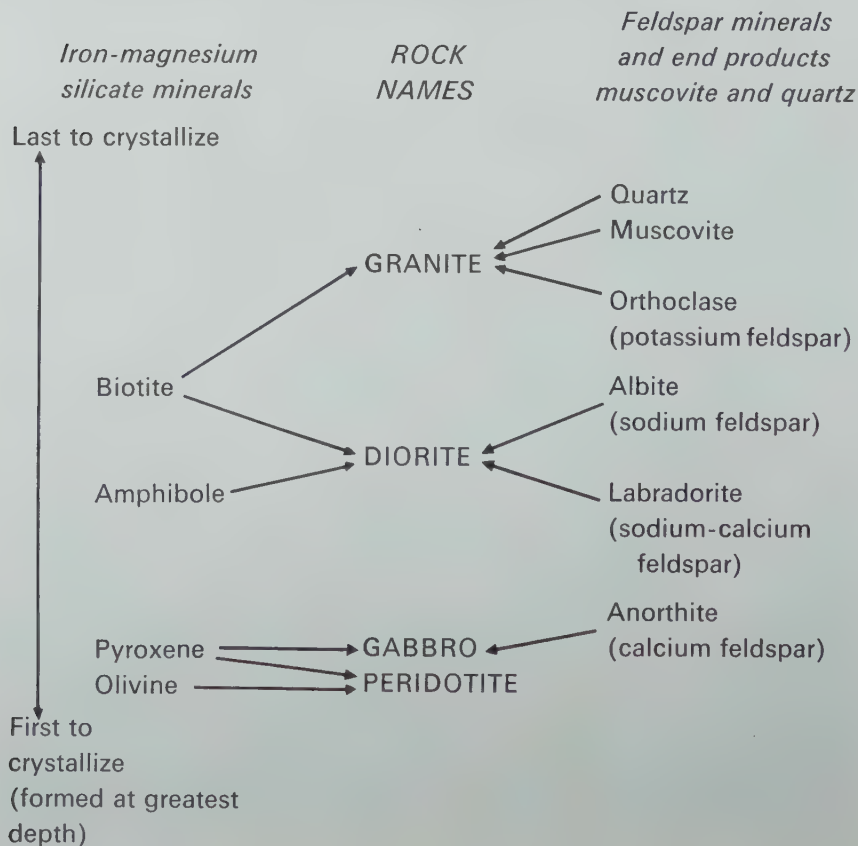 Iron-magnesium
silicate minerals
ROCK
NAMES
Feldspar minerals
and end products
muscovite and quartz
Last to crystallize
Quartz
Muscovite
GRANITE
Orthoclase
(potassium feldspar)
Biotite
Albite
(sodium feldspar)
DIORITE
Amphibole
Labradorite
(sodium-calcium
feldspar)
Anorthite
(calcium feldspar)
Pyroxene
GABBRO
Olivine
PERIDOTITE
First to
crystallize
(formed at greatest
depth)